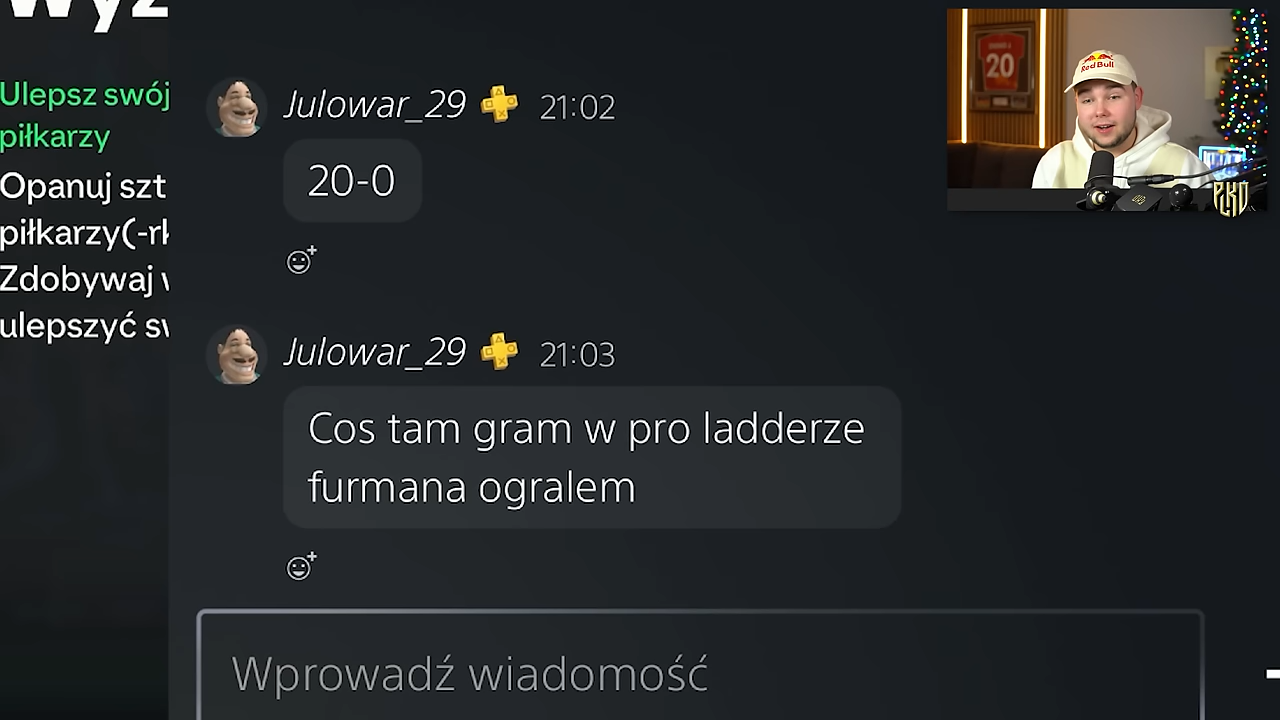 Ulepsz swój
piłkarzy
Opanuj szt
piłkarzy(-rk
Zdobywaj
ulepszyć
Julowar_29 21:02
20-0
Julowar_29 21:03
Cos tam gram w pro ladderze
furmana ogralem
Wprowadź wiadomość
20
Red Bull